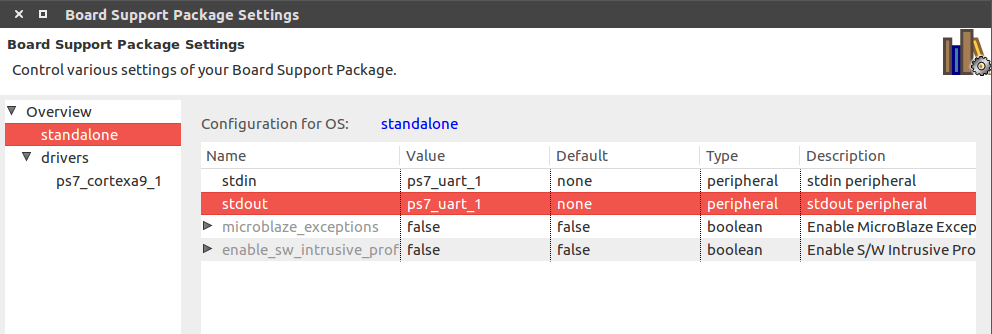 Board Support Package Settings
Board Support Package Settings
Control various settings of your Board Support Package.
Overview
standalone
drivers
ps7_cortexa9_1
Configuration for OS: standalone
Name Value Default Type Description
stdin ps7_uart_1 none peripheral stdin peripheral
stdout ps7_uart_1 none peripheral stdout peripheral
microblaze_exceptions false false boolean Enable MicroBlaze Excep
enable_sw_intrusive_prof false false boolean Enable S/W Intrusive Pro